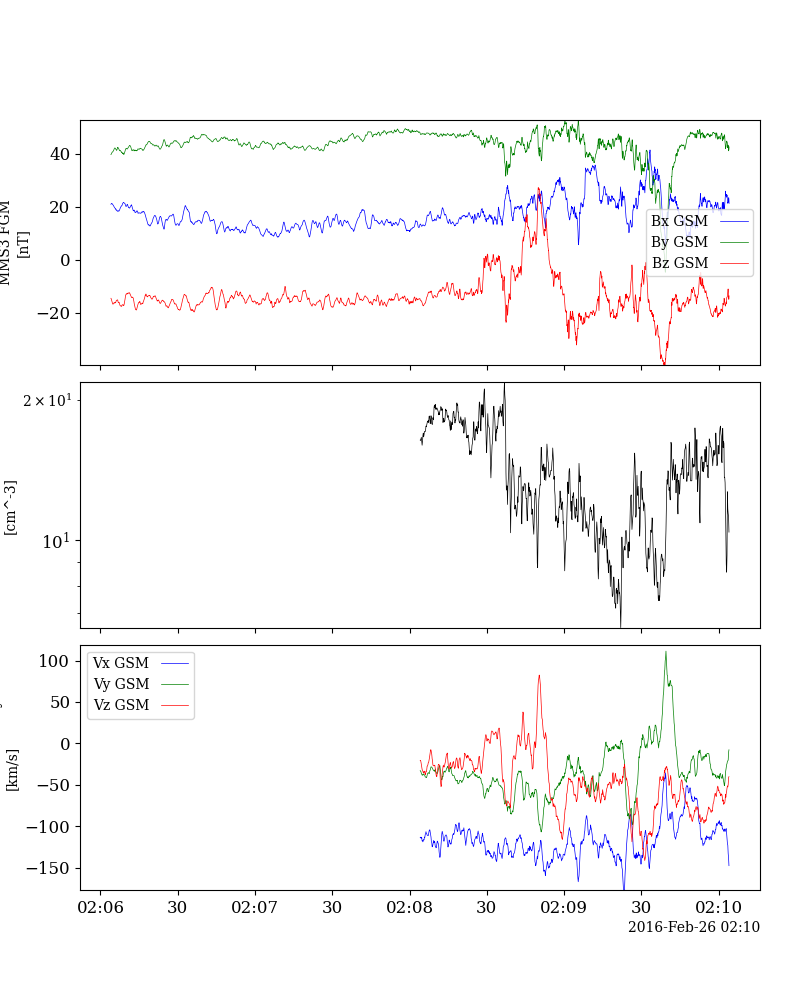 MMS3 FGM
[nT]
40
20
0
−20
Bx GSM
By GSM
Bz GSM
[cm^-3]
2 × 10¹
10¹
[km/s]
100
50
0
−50
−100
−150
Vx GSM
Vy GSM
Vz GSM
02:06 30 02:07 30 02:08 30 02:09 30 02:10
2016-Feb-26 02:10